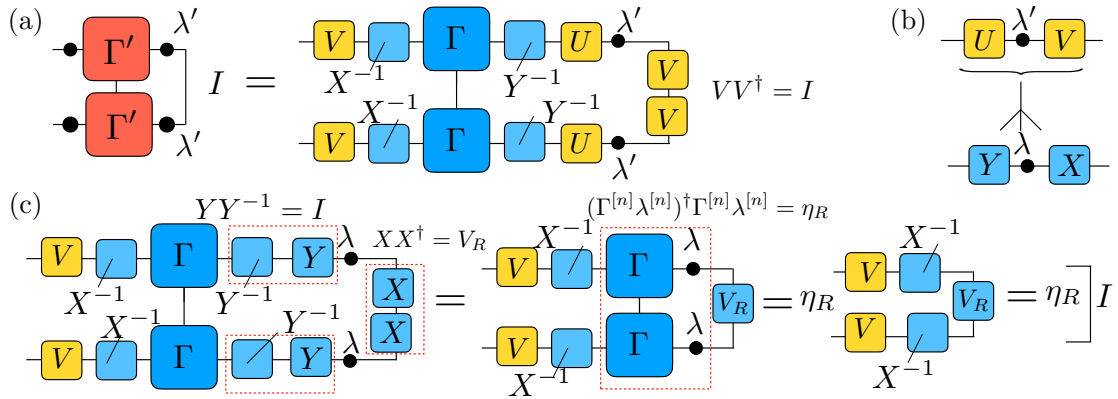 (a)
Γ′ λ′
I =
Γ′ λ′
V X⁻¹ Γ Y⁻¹ U λ′
V
V
VV† = I
V X⁻¹ Γ Y⁻¹ U λ′
(b)
U λ′ V
Y λ X
(c)
YY⁻¹ = I
V X⁻¹ Γ Y⁻¹ Y λ
XX† = V_R
X
X
V X⁻¹ Γ Y⁻¹ Y λ
=
(Γ^{[n]}λ^{[n]})†Γ^{[n]}λ^{[n]} = η_R
V X⁻¹ Γ λ
V_R
V X⁻¹ Γ λ
= η_R
V X⁻¹
V_R
V X⁻¹
= η_R I